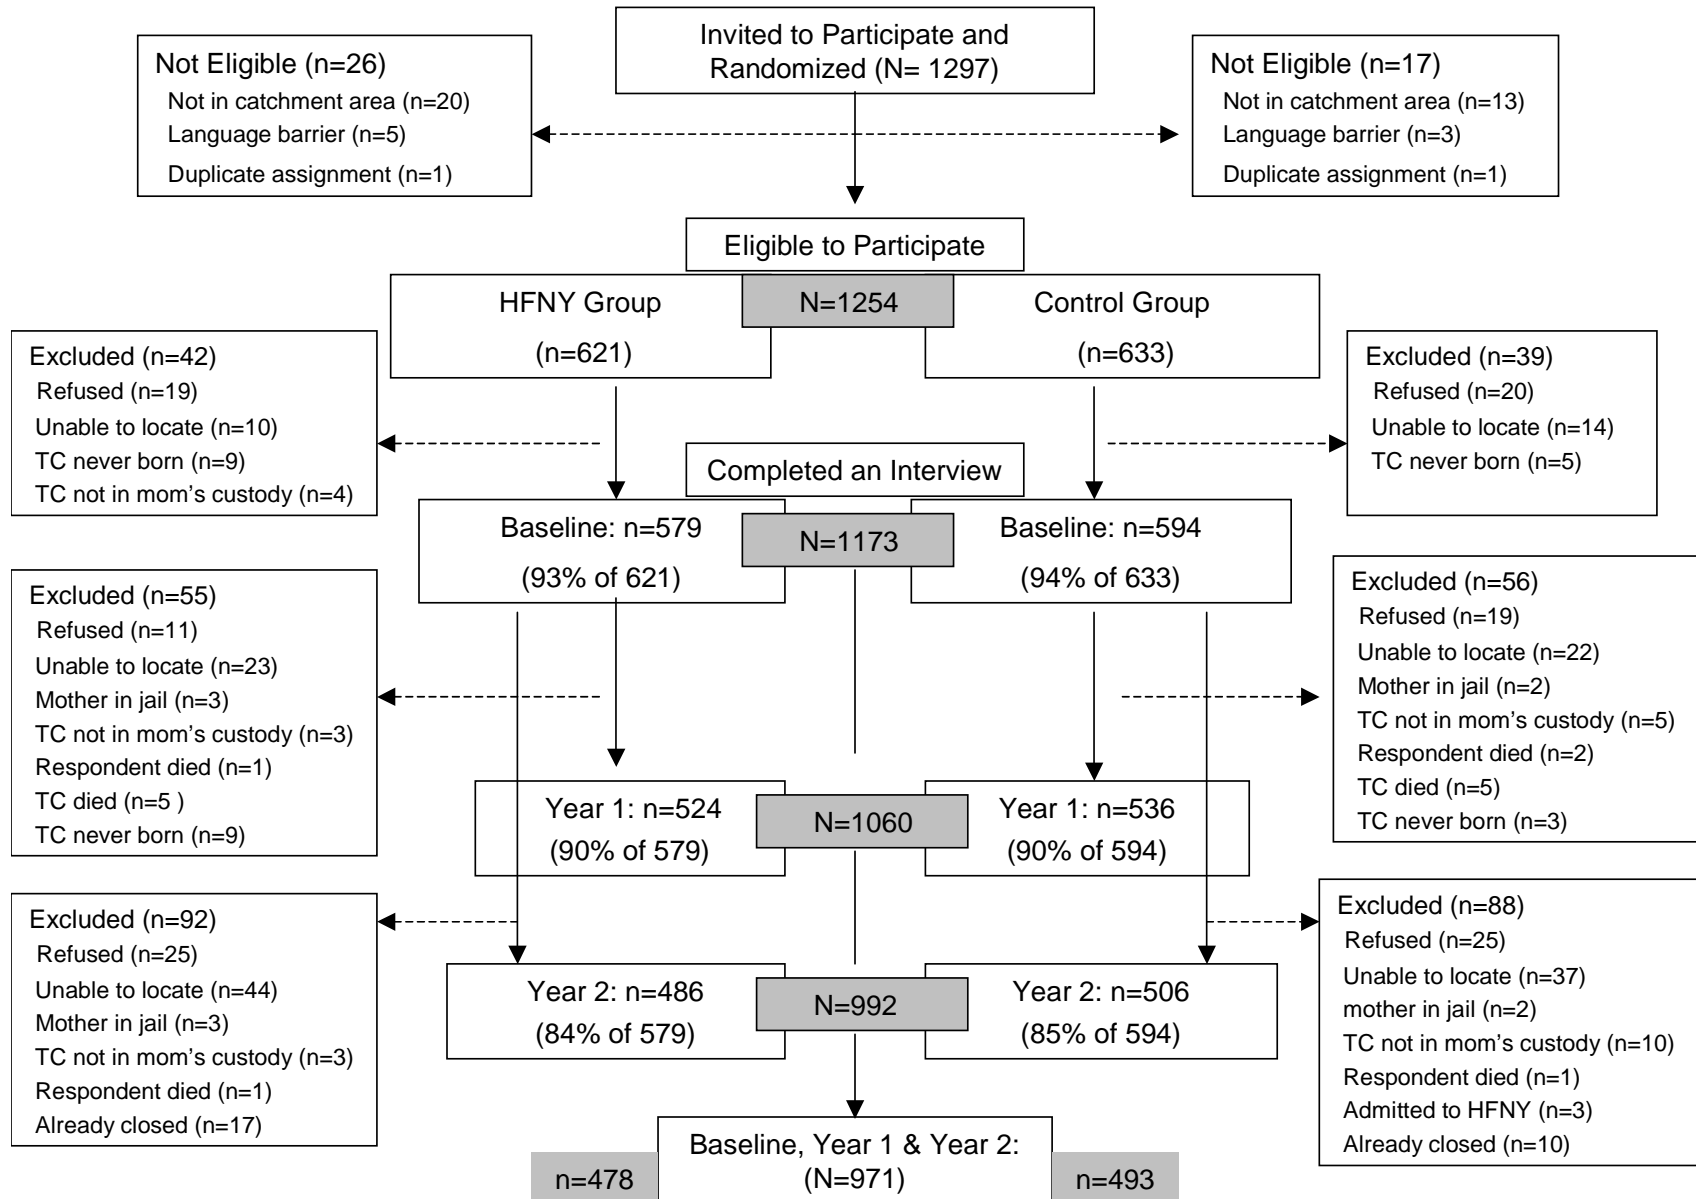 Invited to Participate and
Randomized (N= 1297)
Not Eligible (n=26)
Not in catchment area (n=20)
Language barrier (n=5)
Duplicate assignment (n=1)
Not Eligible (n=17)
Not in catchment area (n=13)
Language barrier (n=3)
Duplicate assignment (n=1)
Eligible to Participate
HFNY Group
(n=621)
N=1254
Control Group
(n=633)
Excluded (n=42)
Refused (n=19)
Unable to locate (n=10)
TC never born (n=9)
TC not in mom’s custody (n=4)
Excluded (n=39)
Refused (n=20)
Unable to locate (n=14)
TC never born (n=5)
Completed an Interview
Baseline: n=579
(93% of 621)
N=1173
Baseline: n=594
(94% of 633)
Excluded (n=55)
Refused (n=11)
Unable to locate (n=23)
Mother in jail (n=3)
TC not in mom’s custody (n=3)
Respondent died (n=1)
TC died (n=5 )
TC never born (n=9)
Excluded (n=56)
Refused (n=19)
Unable to locate (n=22)
Mother in jail (n=2)
TC not in mom’s custody (n=5)
Respondent died (n=2)
TC died (n=5)
TC never born (n=3)
Year 1: n=524
(90% of 579)
N=1060
Year 1: n=536
(90% of 594)
Excluded (n=92)
Refused (n=25)
Unable to locate (n=44)
Mother in jail (n=3)
TC not in mom’s custody (n=3)
Respondent died (n=1)
Already closed (n=17)
Excluded (n=88)
Refused (n=25)
Unable to locate (n=37)
mother in jail (n=2)
TC not in mom’s custody (n=10)
Respondent died (n=1)
Admitted to HFNY (n=3)
Already closed (n=10)
Year 2: n=486
(84% of 579)
N=992
Year 2: n=506
(85% of 594)
Baseline, Year 1 & Year 2:
(N=971)
n=478
n=493